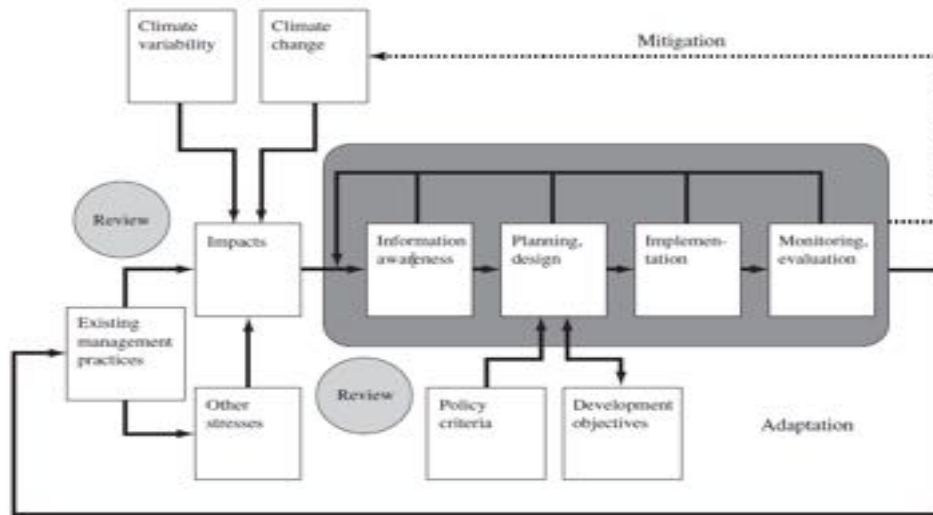 Climate
variability
Climate
change
Mitigation
Review
Impacts
Information
awareness
Planning,
design
Implemen-
tation
Monitoring,
evaluation
Existing
management
practices
Review
Other
stresses
Policy
criteria
Development
objectives
Adaptation